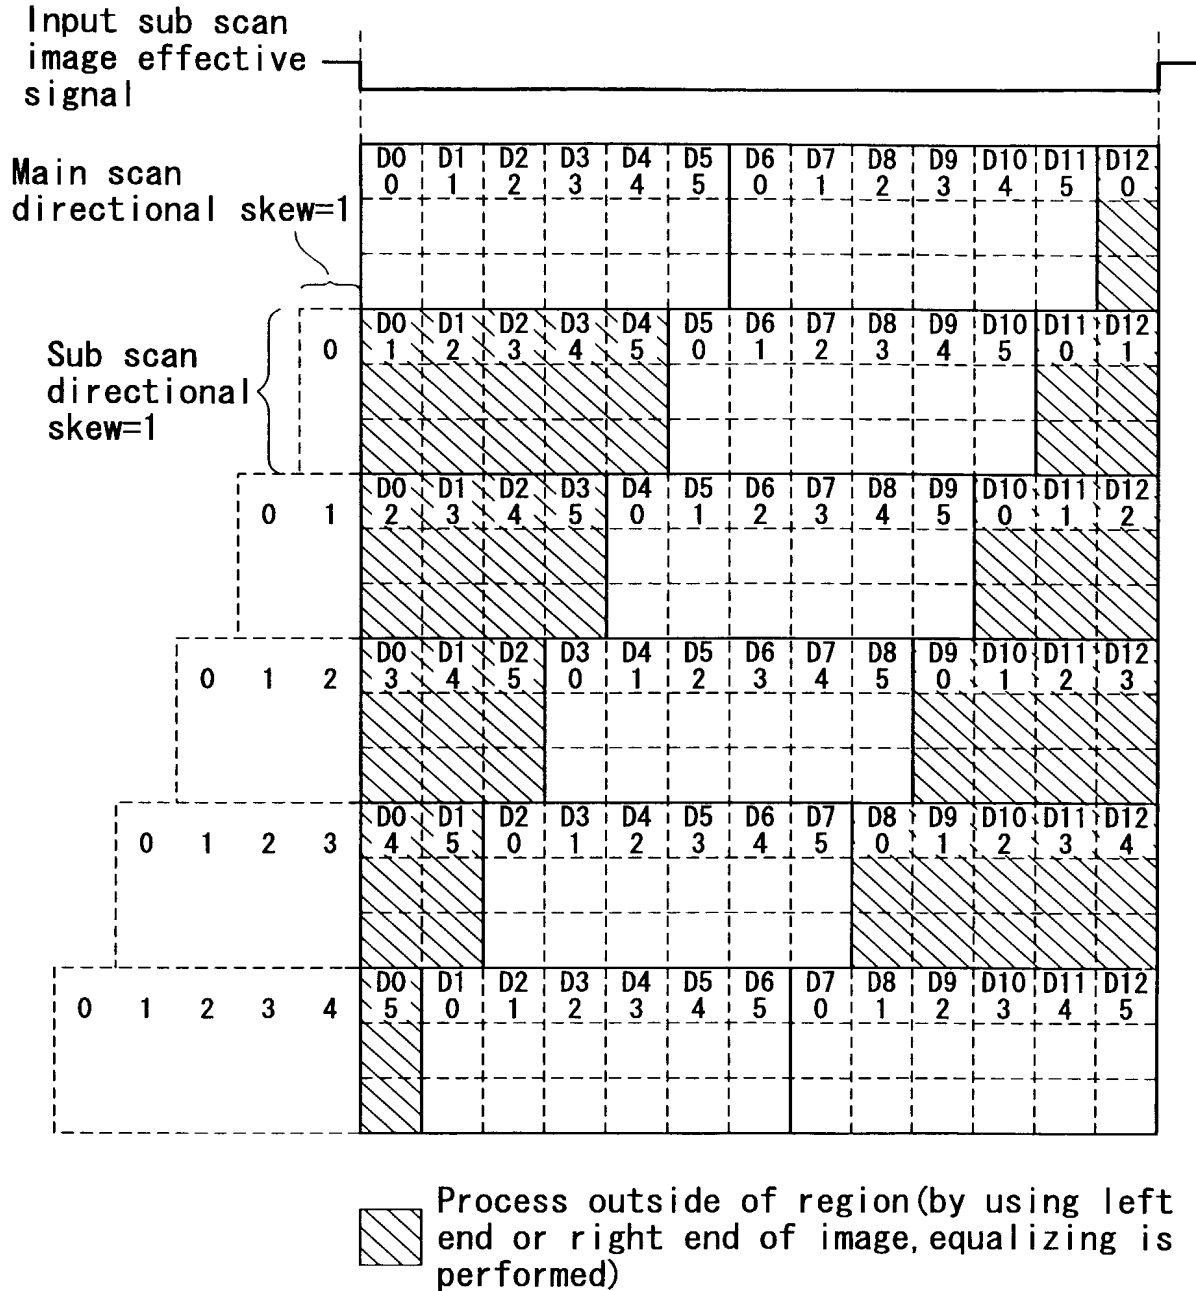 Input sub scan
image effective
signal
Main scan
directional skew=1
D0 D1 D2 D3 D4 D5 D6 D7 D8 D9 D10 D11 D12
0 1 2 3 4 5 0 1 2 3 4 5 0
Sub scan
directional
skew=1
D0 D1 D2 D3 D4 D5 D6 D7 D8 D9 D10 D11 D12
0 1 2 3 4 5 0 1 2 3 4 5 0 1
D0 D1 D2 D3 D4 D5 D6 D7 D8 D9 D10 D11 D12
0 1 2 3 4 5 0 1 2 3 4 5 0 1 2
D0 D1 D2 D3 D4 D5 D6 D7 D8 D9 D10 D11 D12
0 1 2 3 4 5 0 1 2 3 4 5 0 1 2 3
D0 D1 D2 D3 D4 D5 D6 D7 D8 D9 D10 D11 D12
0 1 2 3 4 5 0 1 2 3 4 5 0 1 2 3 4
D0 D1 D2 D3 D4 D5 D6 D7 D8 D9 D10 D11 D12
0 1 2 3 4 5 0 1 2 3 4 5 0 1 2 3 4 5
Process outside of region(by using left
end or right end of image,equalizing is
performed)